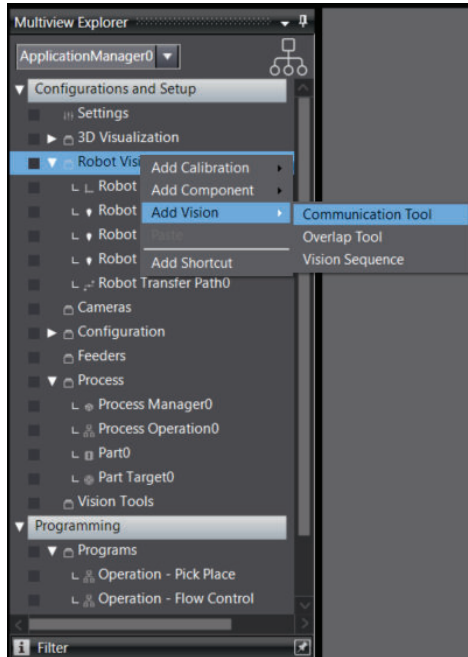 Multiview Explorer
ApplicationManager0
Configurations and Setup
Settings
3D Visualization
Robot Visi
Add Calibration
Robot
Add Component
Robot
Add Vision
Communication Tool
Robot
Paste
Overlap Tool
Robot
Add Shortcut
Vision Sequence
Robot Transfer Path0
Cameras
Configuration
Feeders
Process
Process Manager0
Process Operation0
Part0
Part Target0
Vision Tools
Programming
Programs
Operation - Pick Place
Operation - Flow Control
Filter